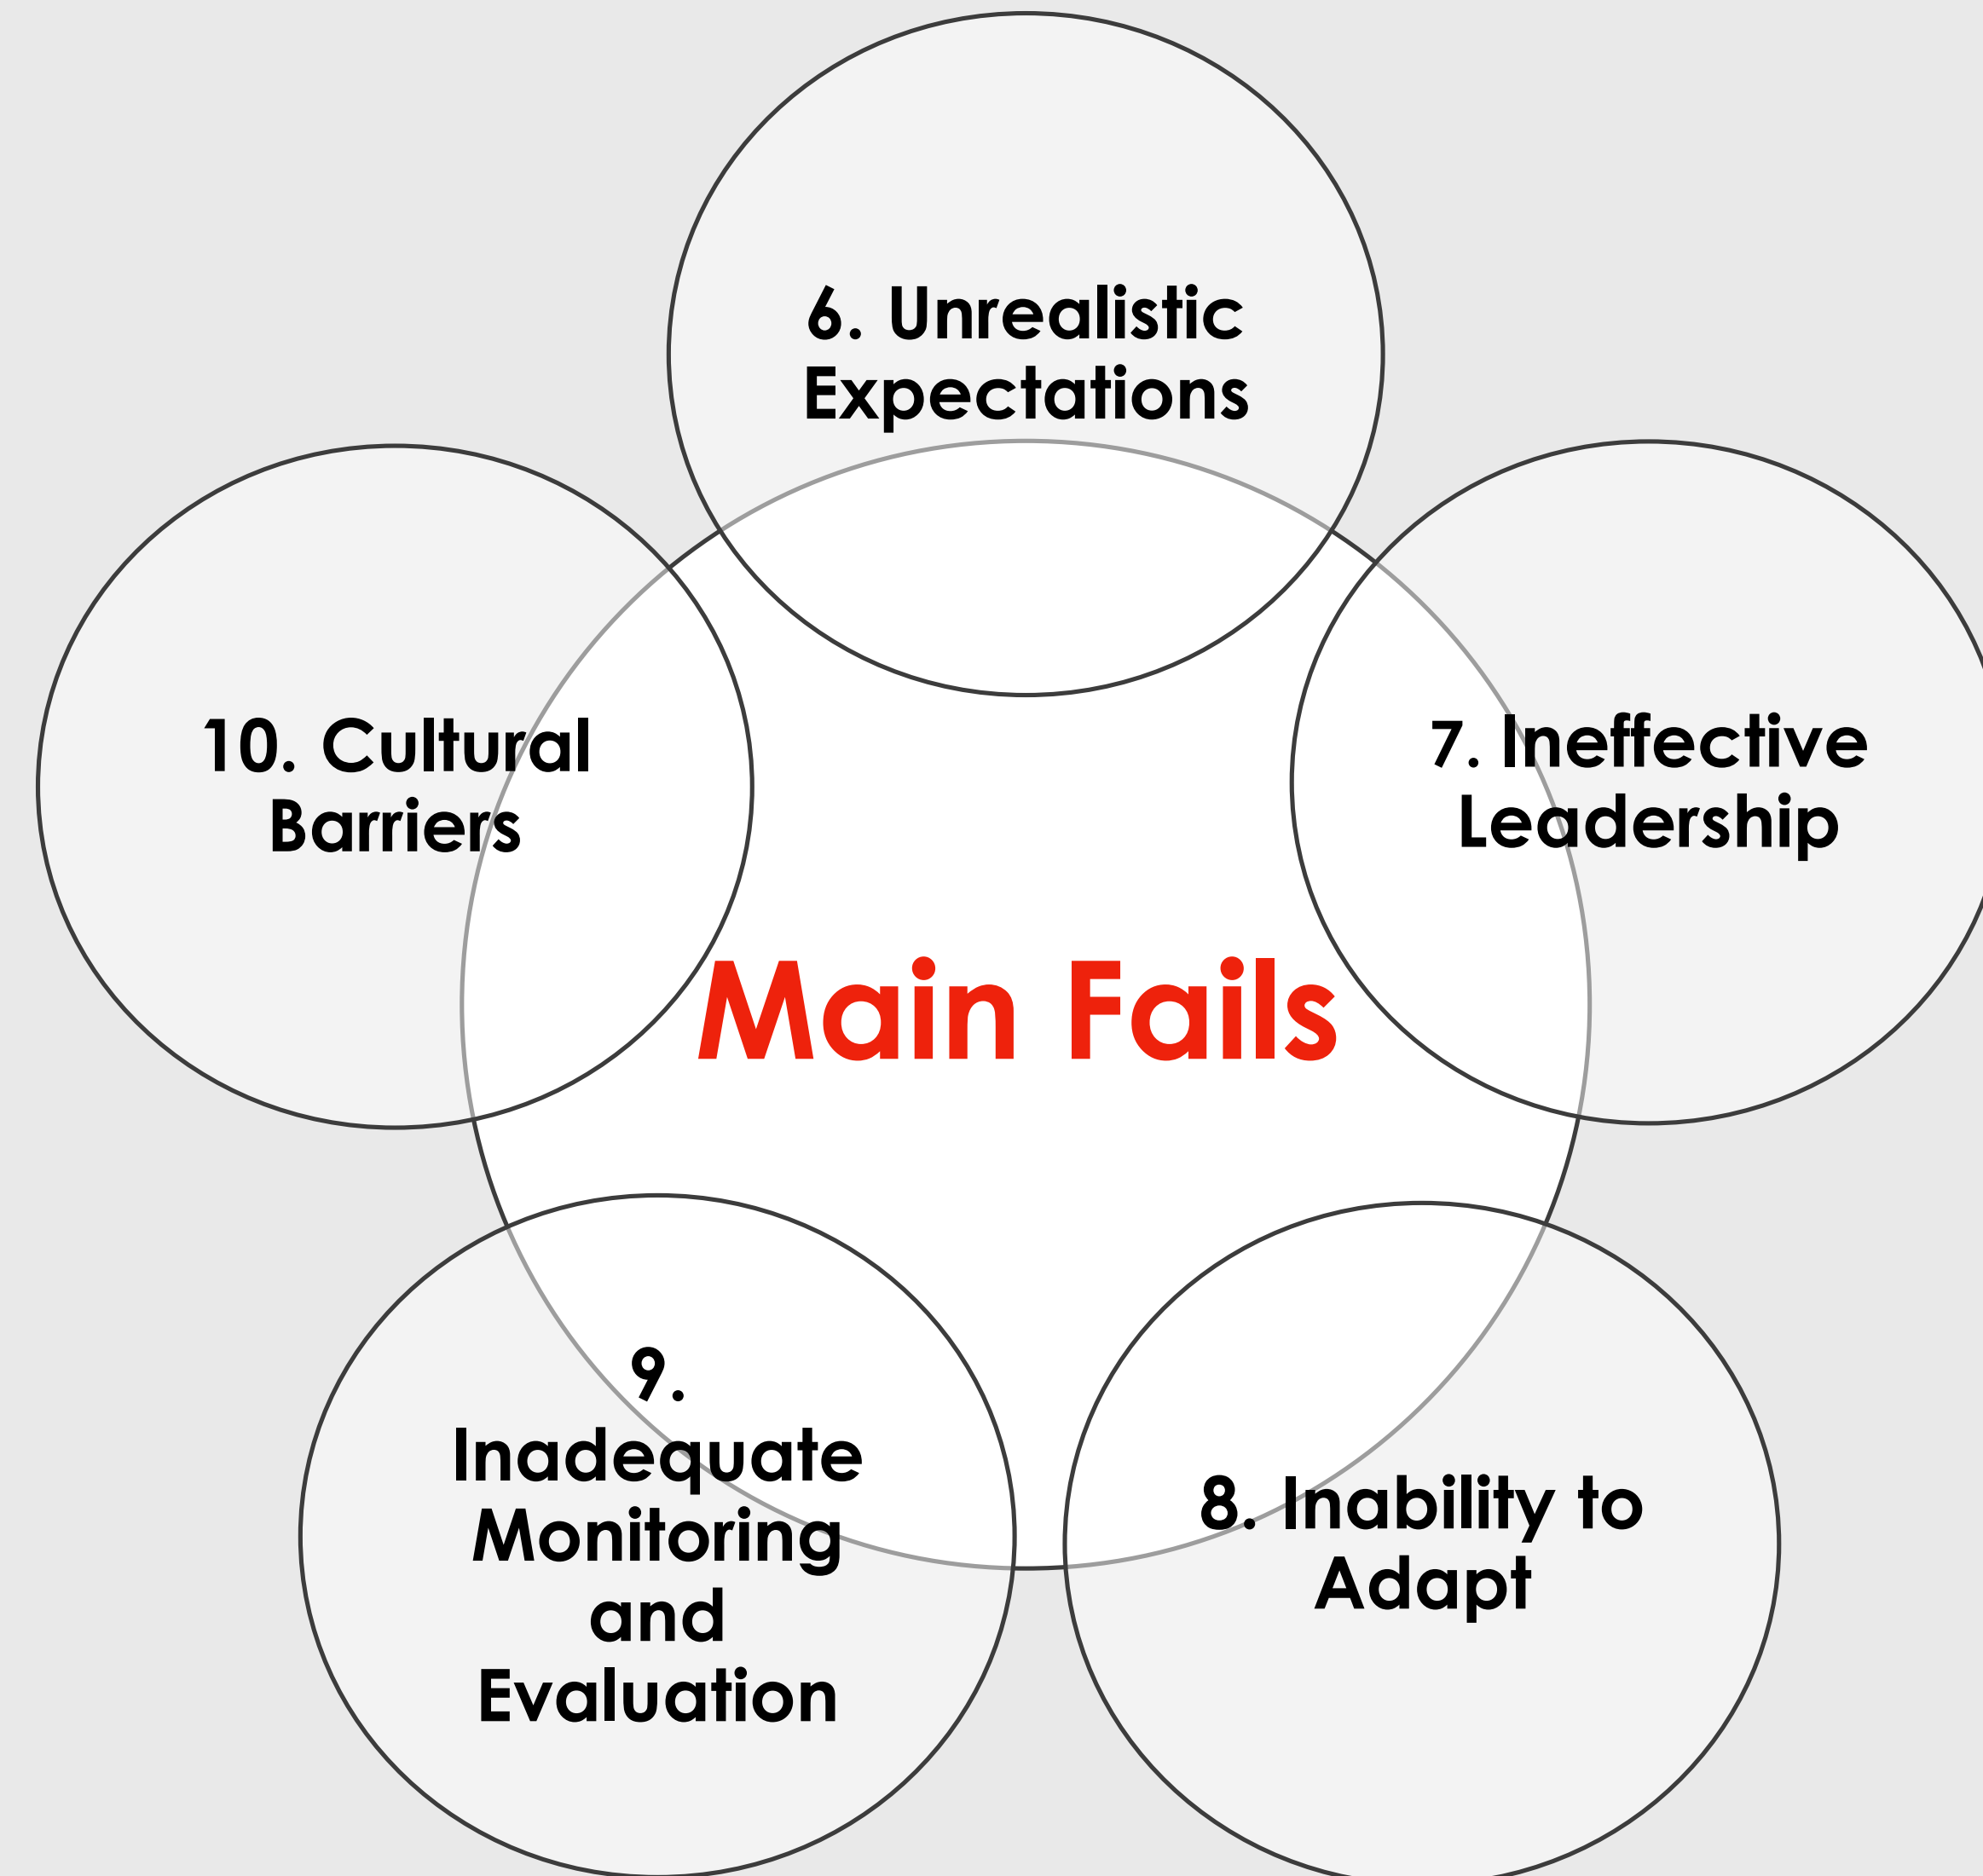 6. Unrealistic
Expectations
10. Cultural
Barriers
7. Ineffective
Leadership
Main Fails
9.
Inadequate
Monitoring
and
Evaluation
8. Inability to
Adapt